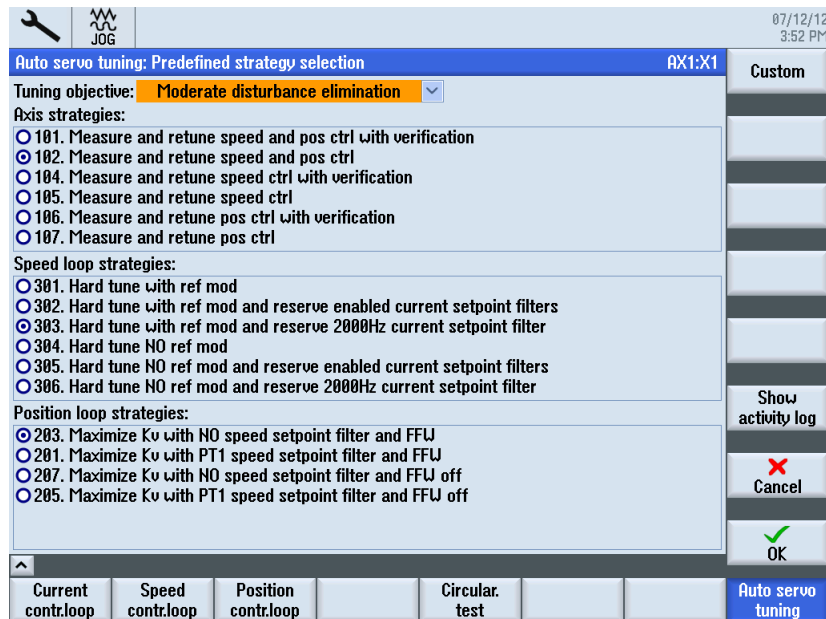 JOG
07/12/12
3:52 PM
Auto servo tuning: Predefined strategy selection AX1:X1
Custom
Tuning objective: Moderate disturbance elimination
Axis strategies:
101. Measure and retune speed and pos ctrl with verification
102. Measure and retune speed and pos ctrl
104. Measure and retune speed ctrl with verification
105. Measure and retune speed ctrl
106. Measure and retune pos ctrl with verification
107. Measure and retune pos ctrl
Speed loop strategies:
301. Hard tune with ref mod
302. Hard tune with ref mod and reserve enabled current setpoint filters
303. Hard tune with ref mod and reserve 2000Hz current setpoint filter
304. Hard tune NO ref mod
305. Hard tune NO ref mod and reserve enabled current setpoint filters
306. Hard tune NO ref mod and reserve 2000Hz current setpoint filter
Position loop strategies:
203. Maximize Kv with NO speed setpoint filter and FFW
201. Maximize Kv with PT1 speed setpoint filter and FFW
207. Maximize Kv with NO speed setpoint filter and FFW off
205. Maximize Kv with PT1 speed setpoint filter and FFW off
Show
activity log
Cancel
OK
Current
contr.loop
Speed
contr.loop
Position
contr.loop
Circular.
test
Auto servo
tuning